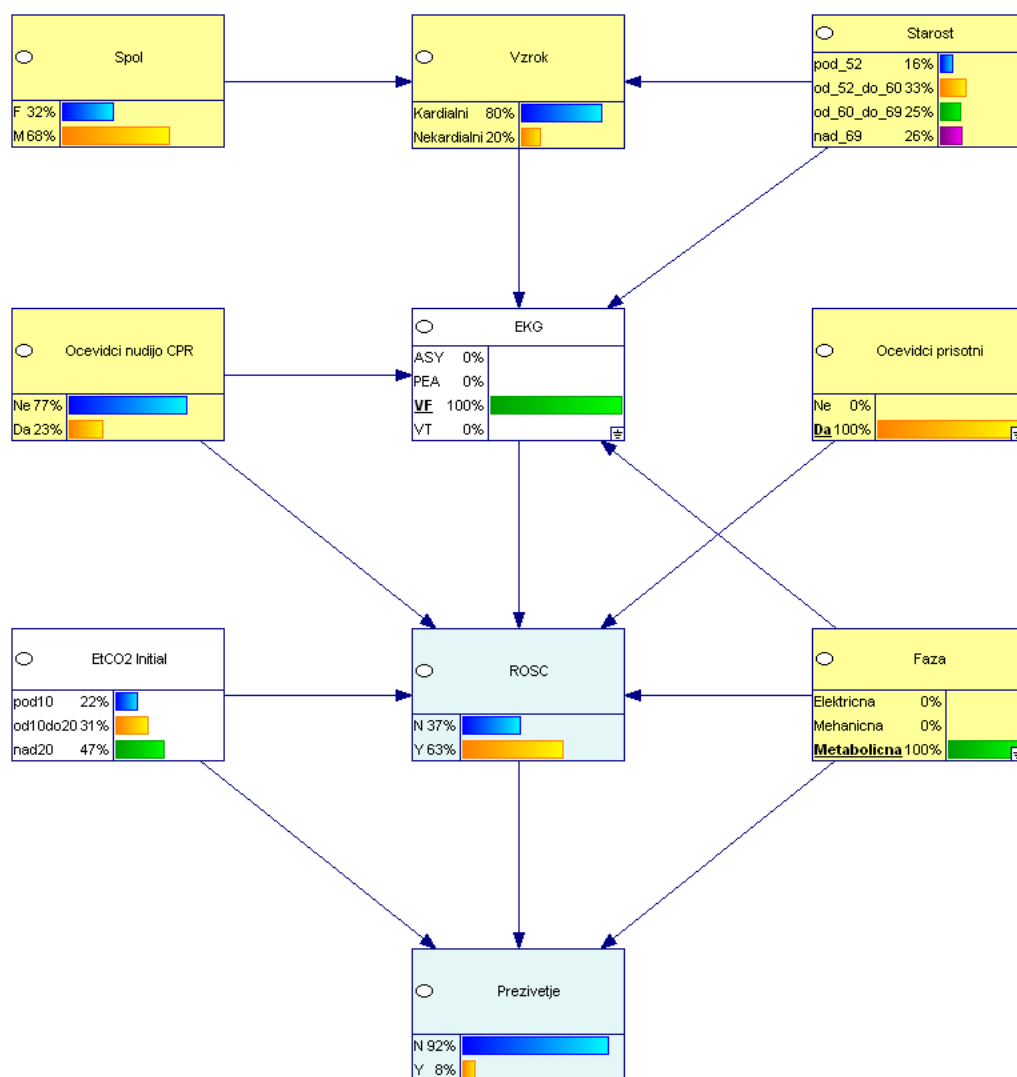 Spol
F 32%
M 68%
Vzrok
Kardialni 80%
Nekardialni 20%
Starost
pod_52 16%
od_52_do_60 33%
od_60_do_69 25%
nad_69 26%
Ocevidci nudijo CPR
Ne 77%
Da 23%
EKG
ASY 0%
PEA 0%
VF 100%
VT 0%
Ocevidci prisotni
Ne 0%
Da 100%
EtCO2 Initial
pod10 22%
od10do20 31%
nad20 47%
ROSC
N 37%
Y 63%
Faza
Elektricna 0%
Mehanicna 0%
Metabolicna 100%
Prezivetje
N 92%
Y 8%